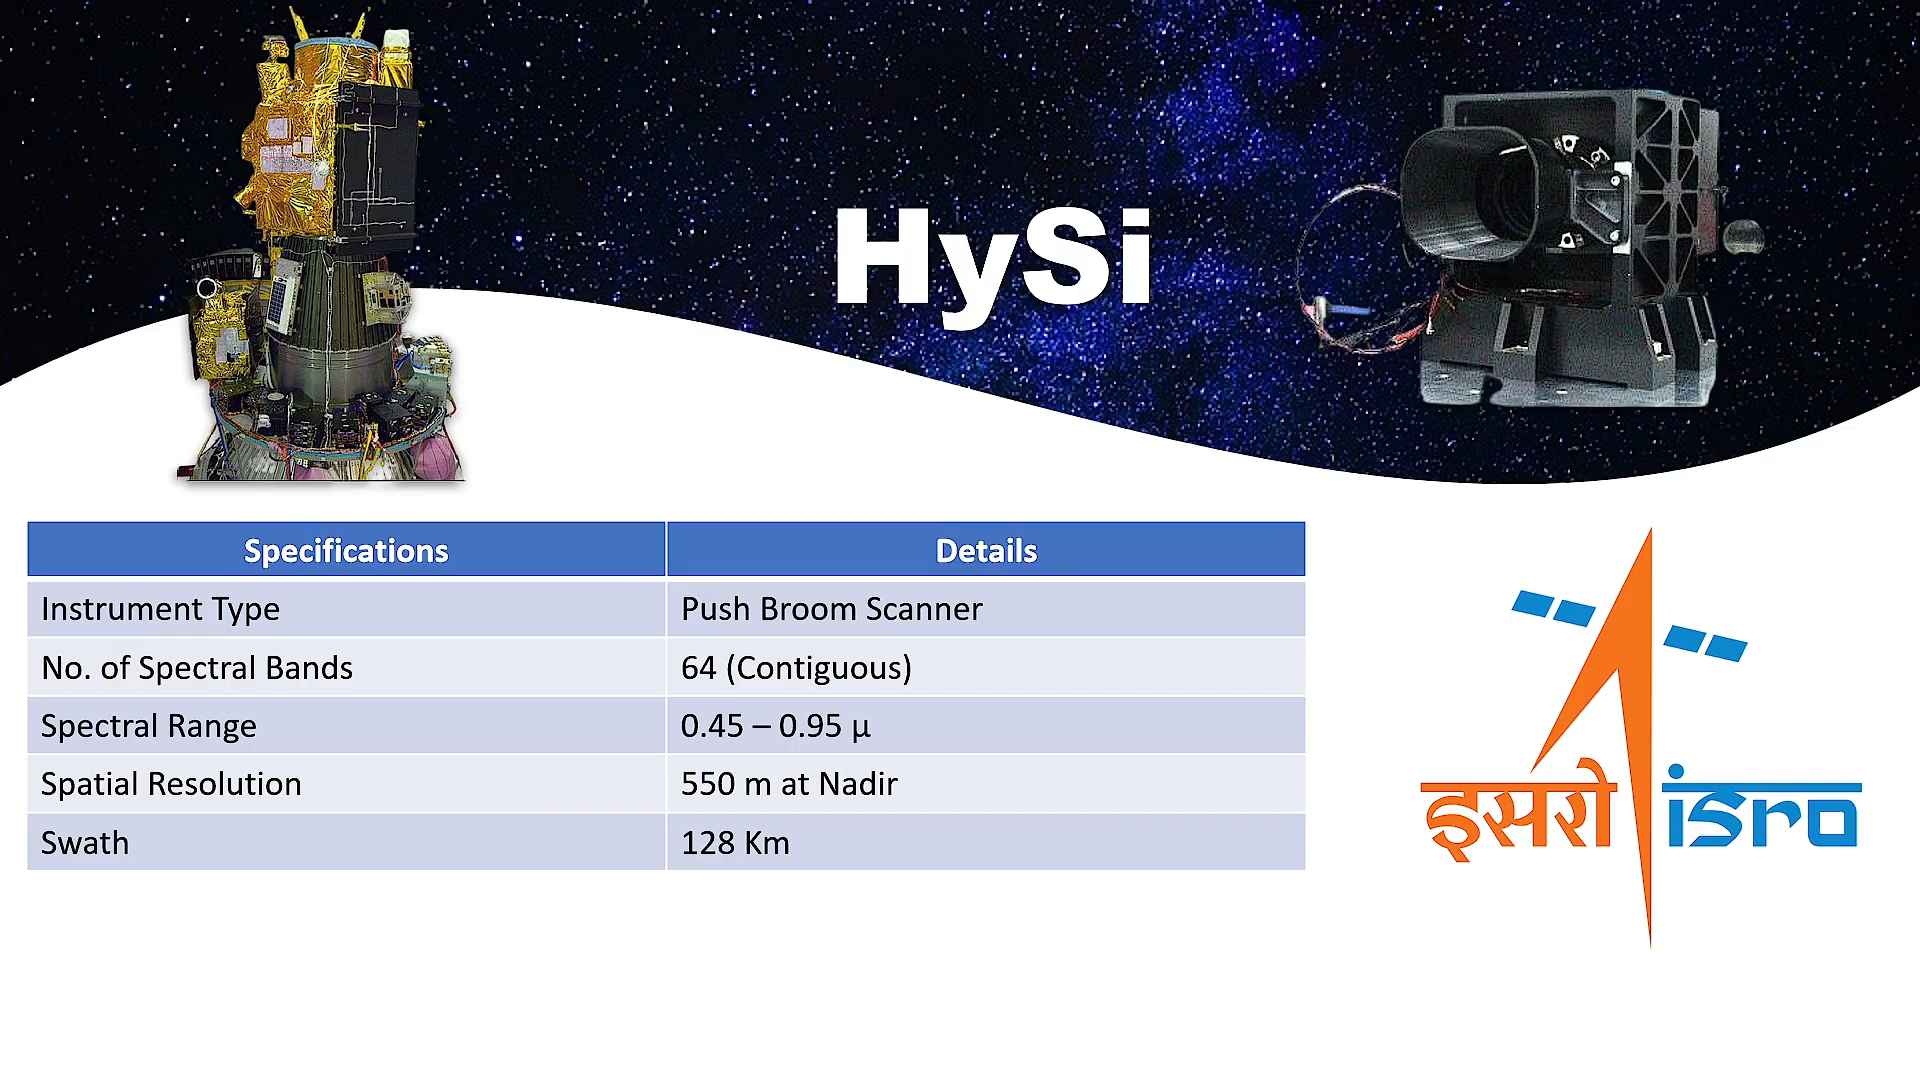 HySi
Specifications Details
Instrument Type Push Broom Scanner
No. of Spectral Bands 64 (Contiguous)
Spectral Range 0.45 – 0.95 µ
Spatial Resolution 550 m at Nadir
Swath 128 Km
इसरो isro